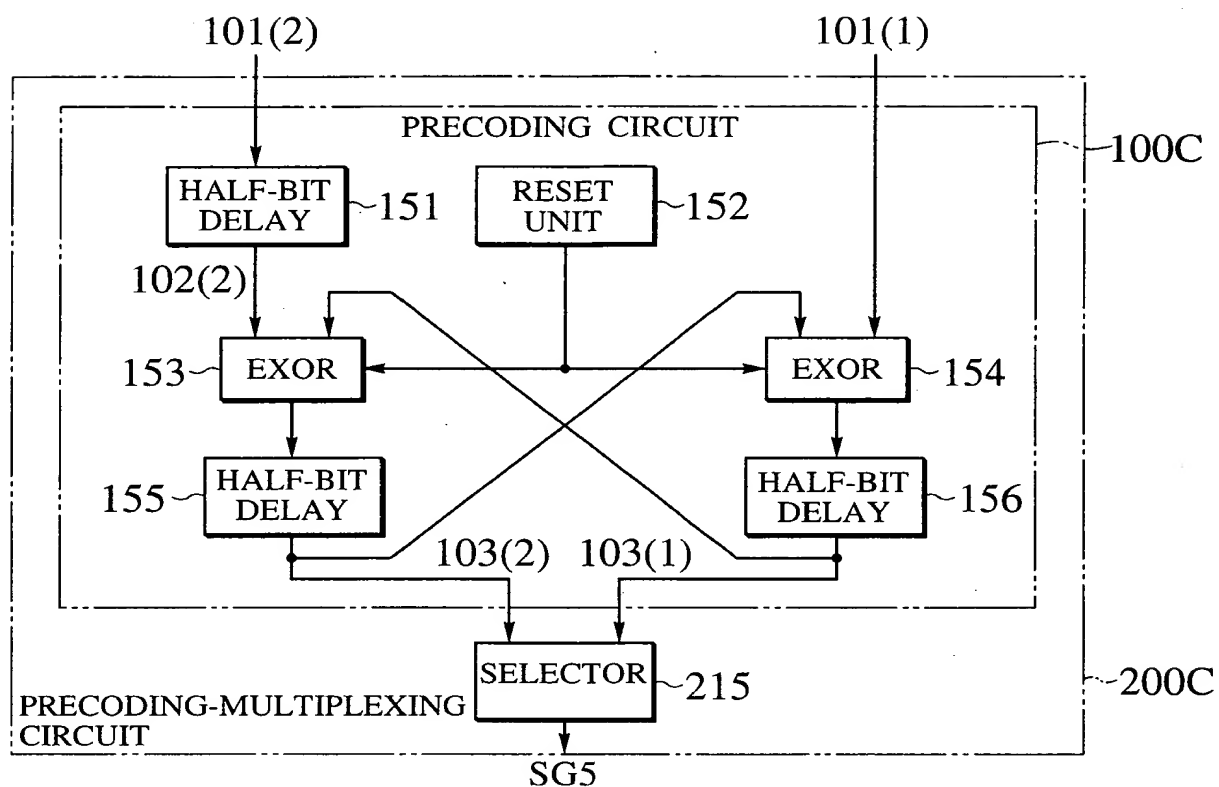 101(2)
101(1)
PRECODING CIRCUIT
100C
HALF-BIT
DELAY
151
RESET
UNIT
152
102(2)
153
EXOR
EXOR
154
155
HALF-BIT
DELAY
HALF-BIT
DELAY
156
103(2)
103(1)
SELECTOR
215
200C
PRECODING-MULTIPLEXING
CIRCUIT
SG5